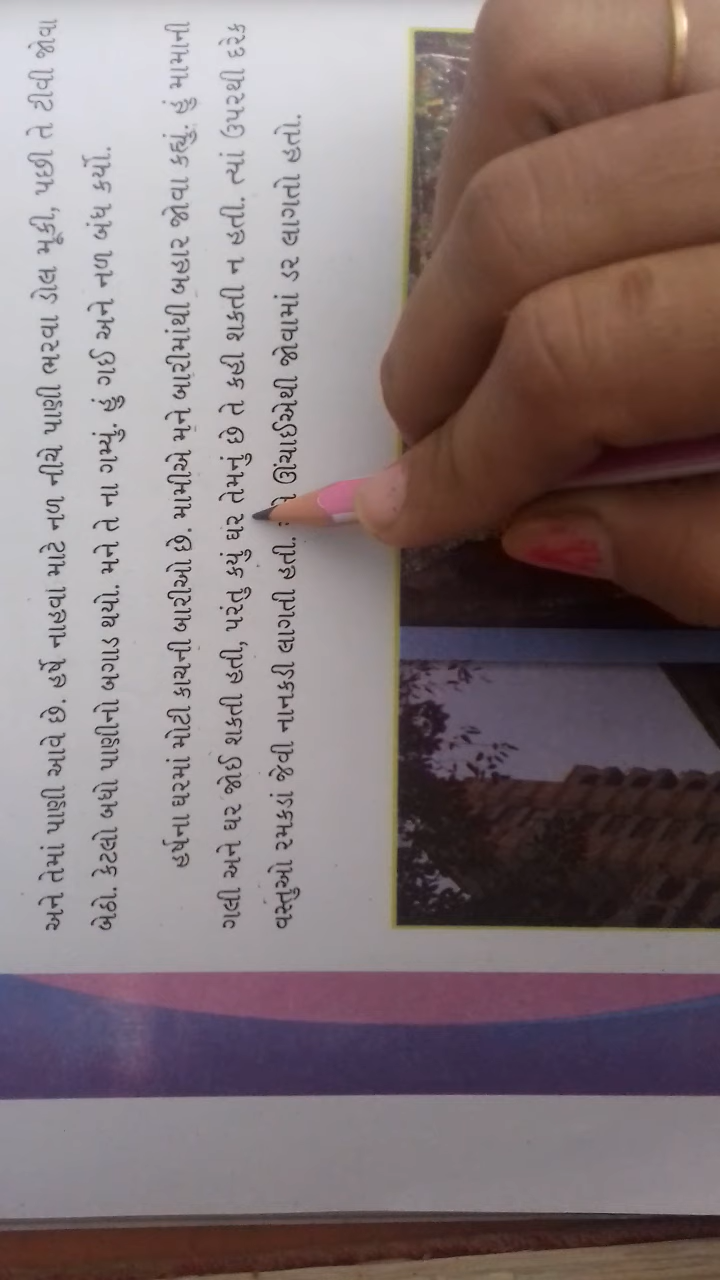 અને તેમાં પાણી આવે છે. હર્ષે નાહવા માટે નળ નીચે પાણી ભરવા ડોલ મૂકી, પછી તે ટીવી જોવા
બેઠો. કેટલો બધો પાણીનો બગાડ થયો. મને તે ના ગમ્યું. હું ગઈ અને નળ બંધ કર્યો.
હર્ષના ઘરમાં મોટી કાચની બારીઓ છે. મામીએ મને બારીમાંથી બહાર જોવા કહ્યું. હું મામાની
ગલી અને ઘર જોઈ શકતી હતી, પરંતુ કયું ઘર તેમનું છે તે કહી શકતી ન હતી. ત્યાં ઉપરથી દરેક
વસ્તુઓ રમકડાં જેવી નાનકડી લાગતી હતી. ઊંચાઈએથી જોવામાં ડર લાગતો હતો.